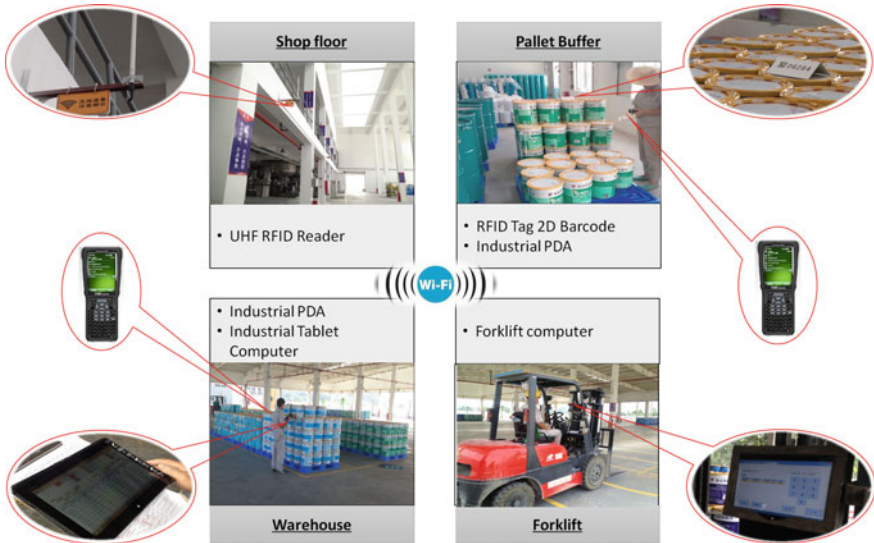 Shop floor
Pallet Buffer
06284
• UHF RFID Reader
• RFID Tag 2D Barcode
• Industrial PDA
Wi-Fi
• Industrial PDA
• Industrial Tablet
Computer
• Forklift computer
Warehouse
Forklift